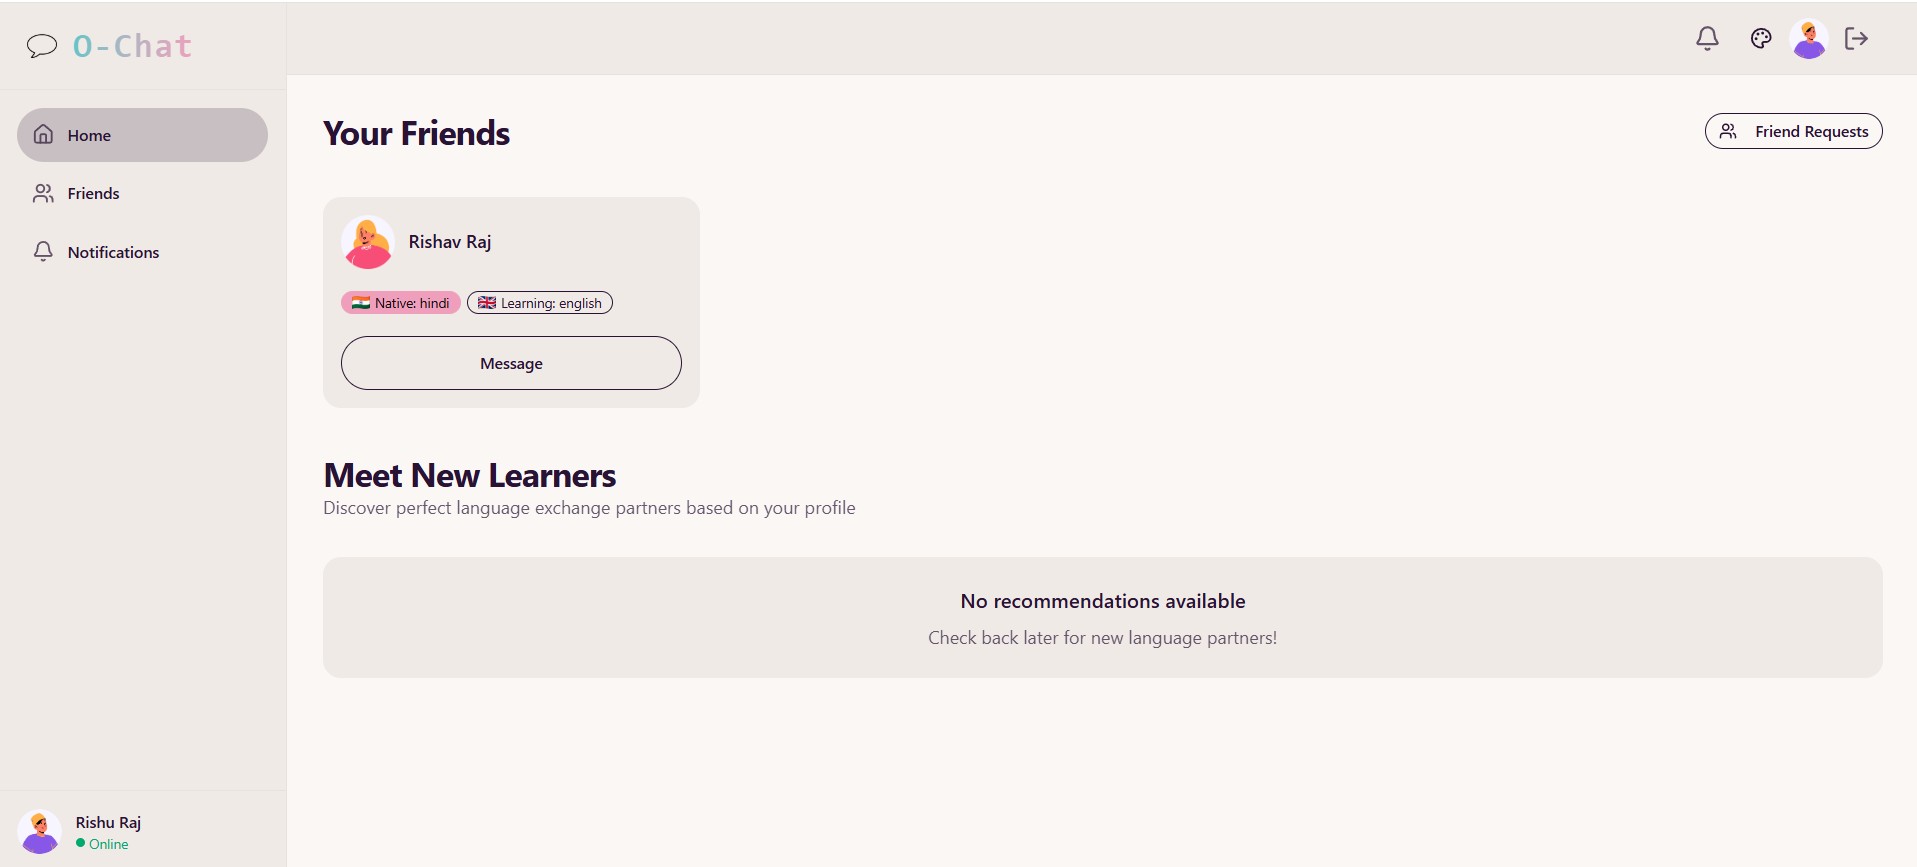 O-Chat
Home
Friends
Notifications
Rishu Raj
Online
Your Friends
Friend Requests
Rishav Raj
Native: hindi
Learning: english
Message
Meet New Learners
Discover perfect language exchange partners based on your profile
No recommendations available
Check back later for new language partners!